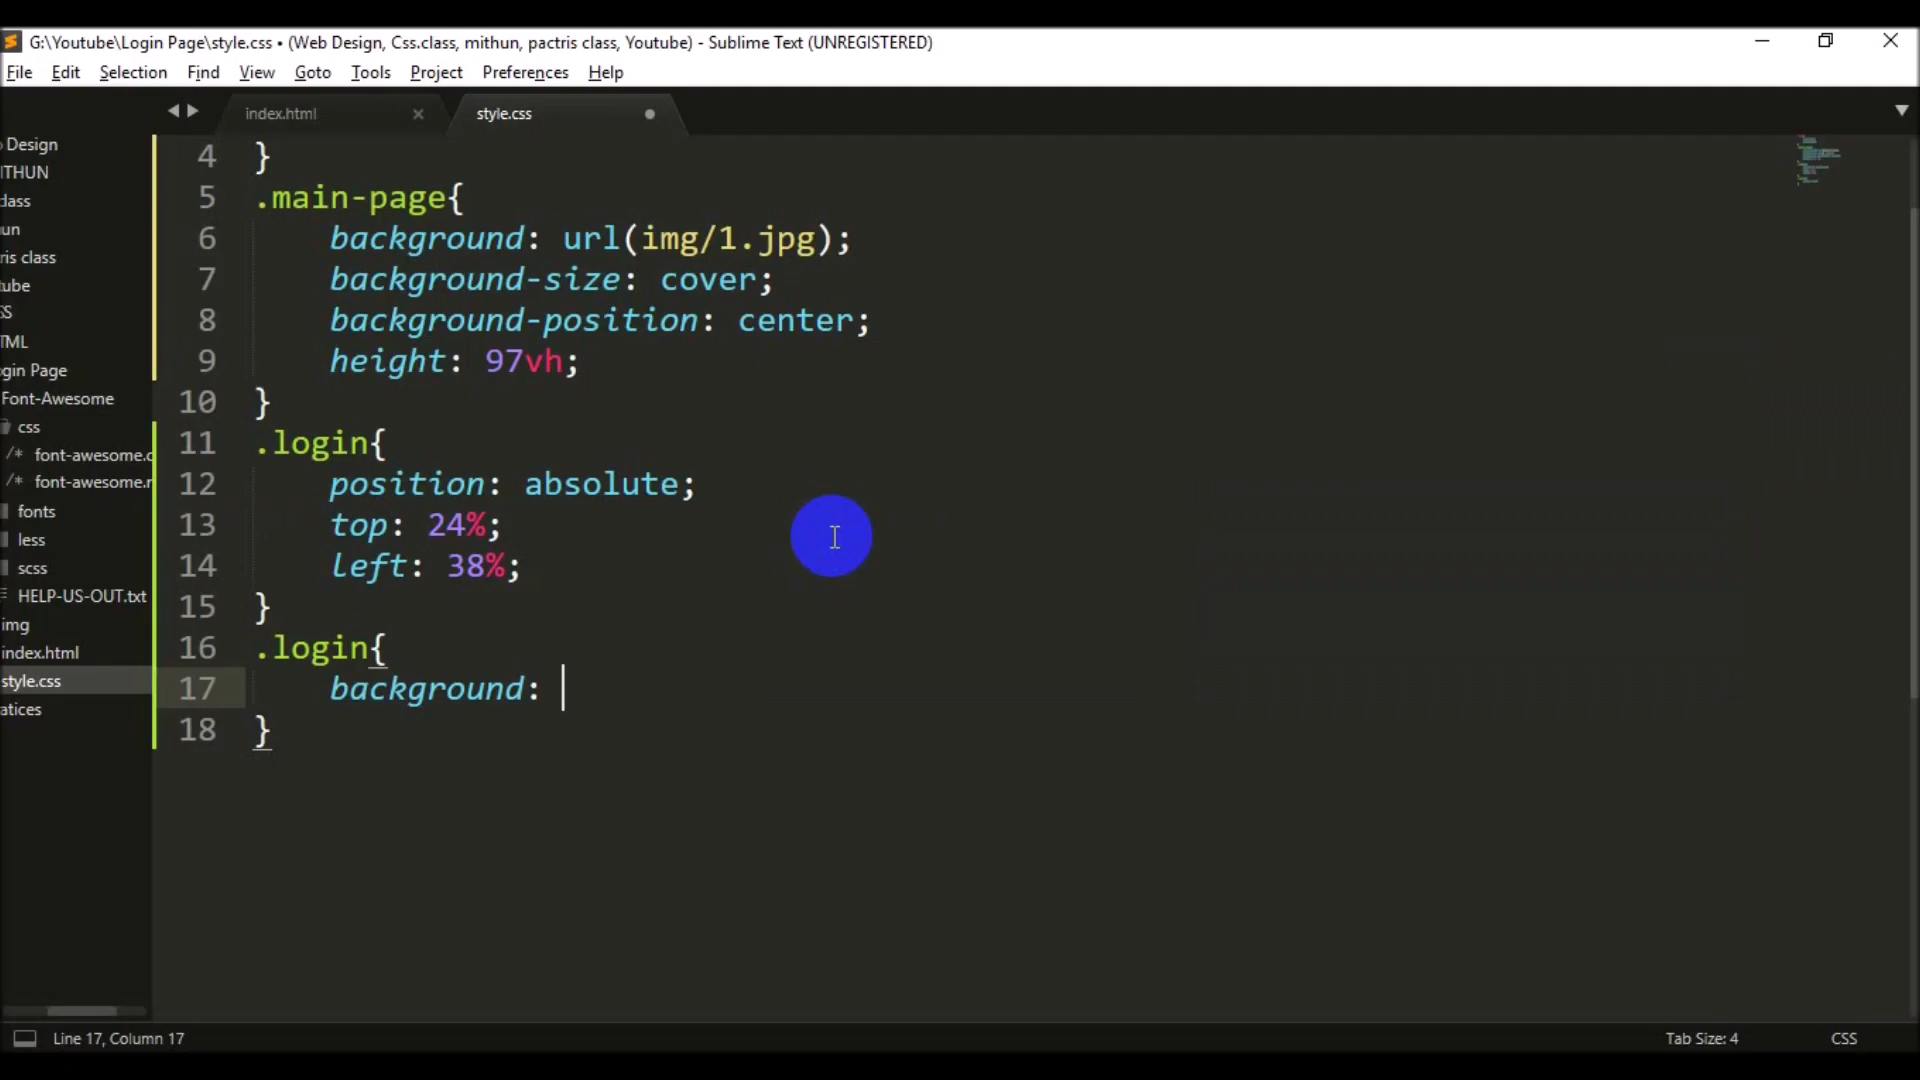 G:\Youtube\Login Page\style.css • (Web Design, Css.class, mithun, pactris class, Youtube) - Sublime Text (UNREGISTERED)
File Edit Selection Find View Goto Tools Project Preferences Help
index.html style.css
Design
ITHUN
class
un
ris class
tube
SS
TML
gin Page
Font-Awesome
css
/* font-awesome.c
/* font-awesome.r
fonts
less
scss
HELP-US-OUT.txt
img
index.html
style.css
atices
4 }
5 .main-page{
6 background: url(img/1.jpg);
7 background-size: cover;
8 background-position: center;
9 height: 97vh;
10 }
11 .login{
12 position: absolute;
13 top: 24%;
14 left: 38%;
15 }
16 .login{
17 background:
18 }
Line 17, Column 17 Tab Size: 4 CSS